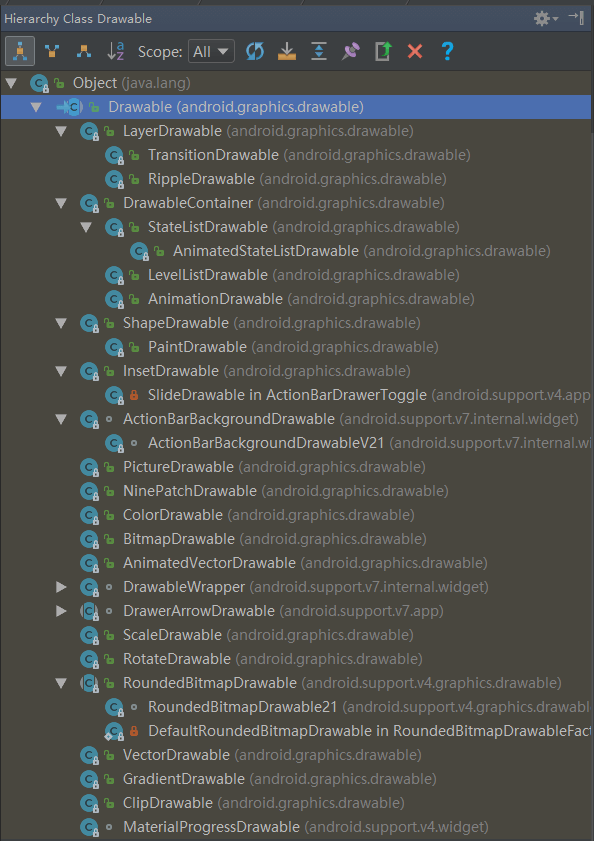 Hierarchy Class Drawable
Scope: All
Object (java.lang)
Drawable (android.graphics.drawable)
LayerDrawable (android.graphics.drawable)
TransitionDrawable (android.graphics.drawable)
RippleDrawable (android.graphics.drawable)
DrawableContainer (android.graphics.drawable)
StateListDrawable (android.graphics.drawable)
AnimatedStateListDrawable (android.graphics.drawable)
LevelListDrawable (android.graphics.drawable)
AnimationDrawable (android.graphics.drawable)
ShapeDrawable (android.graphics.drawable)
PaintDrawable (android.graphics.drawable)
InsetDrawable (android.graphics.drawable)
SlideDrawable in ActionBarDrawerToggle (android.support.v4.app
ActionBarBackgroundDrawable (android.support.v7.internal.widget)
ActionBarBackgroundDrawableV21 (android.support.v7.internal.wi
PictureDrawable (android.graphics.drawable)
NinePatchDrawable (android.graphics.drawable)
ColorDrawable (android.graphics.drawable)
BitmapDrawable (android.graphics.drawable)
AnimatedVectorDrawable (android.graphics.drawable)
DrawableWrapper (android.support.v7.internal.widget)
DrawerArrowDrawable (android.support.v7.app)
ScaleDrawable (android.graphics.drawable)
RotateDrawable (android.graphics.drawable)
RoundedBitmapDrawable (android.support.v4.graphics.drawable)
RoundedBitmapDrawable21 (android.support.v4.graphics.drawabl
DefaultRoundedBitmapDrawable in RoundedBitmapDrawableFact
VectorDrawable (android.graphics.drawable)
GradientDrawable (android.graphics.drawable)
ClipDrawable (android.graphics.drawable)
MaterialProgressDrawable (android.support.v4.widget)